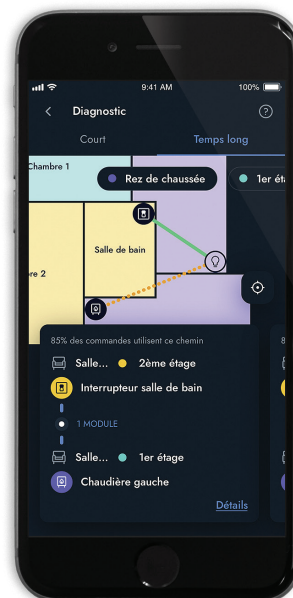 9:41 AM
100%
Diagnostic
?
Court
Temps long
Chambre 1
Rez de chaussée
1er éta
Salle de bain
re 2
85% des commandes utilisent ce chemin
8
Salle... 2ème étage
Interrupteur salle de bain
1 MODULE
Salle... 1er étage
Chaudière gauche
Détails